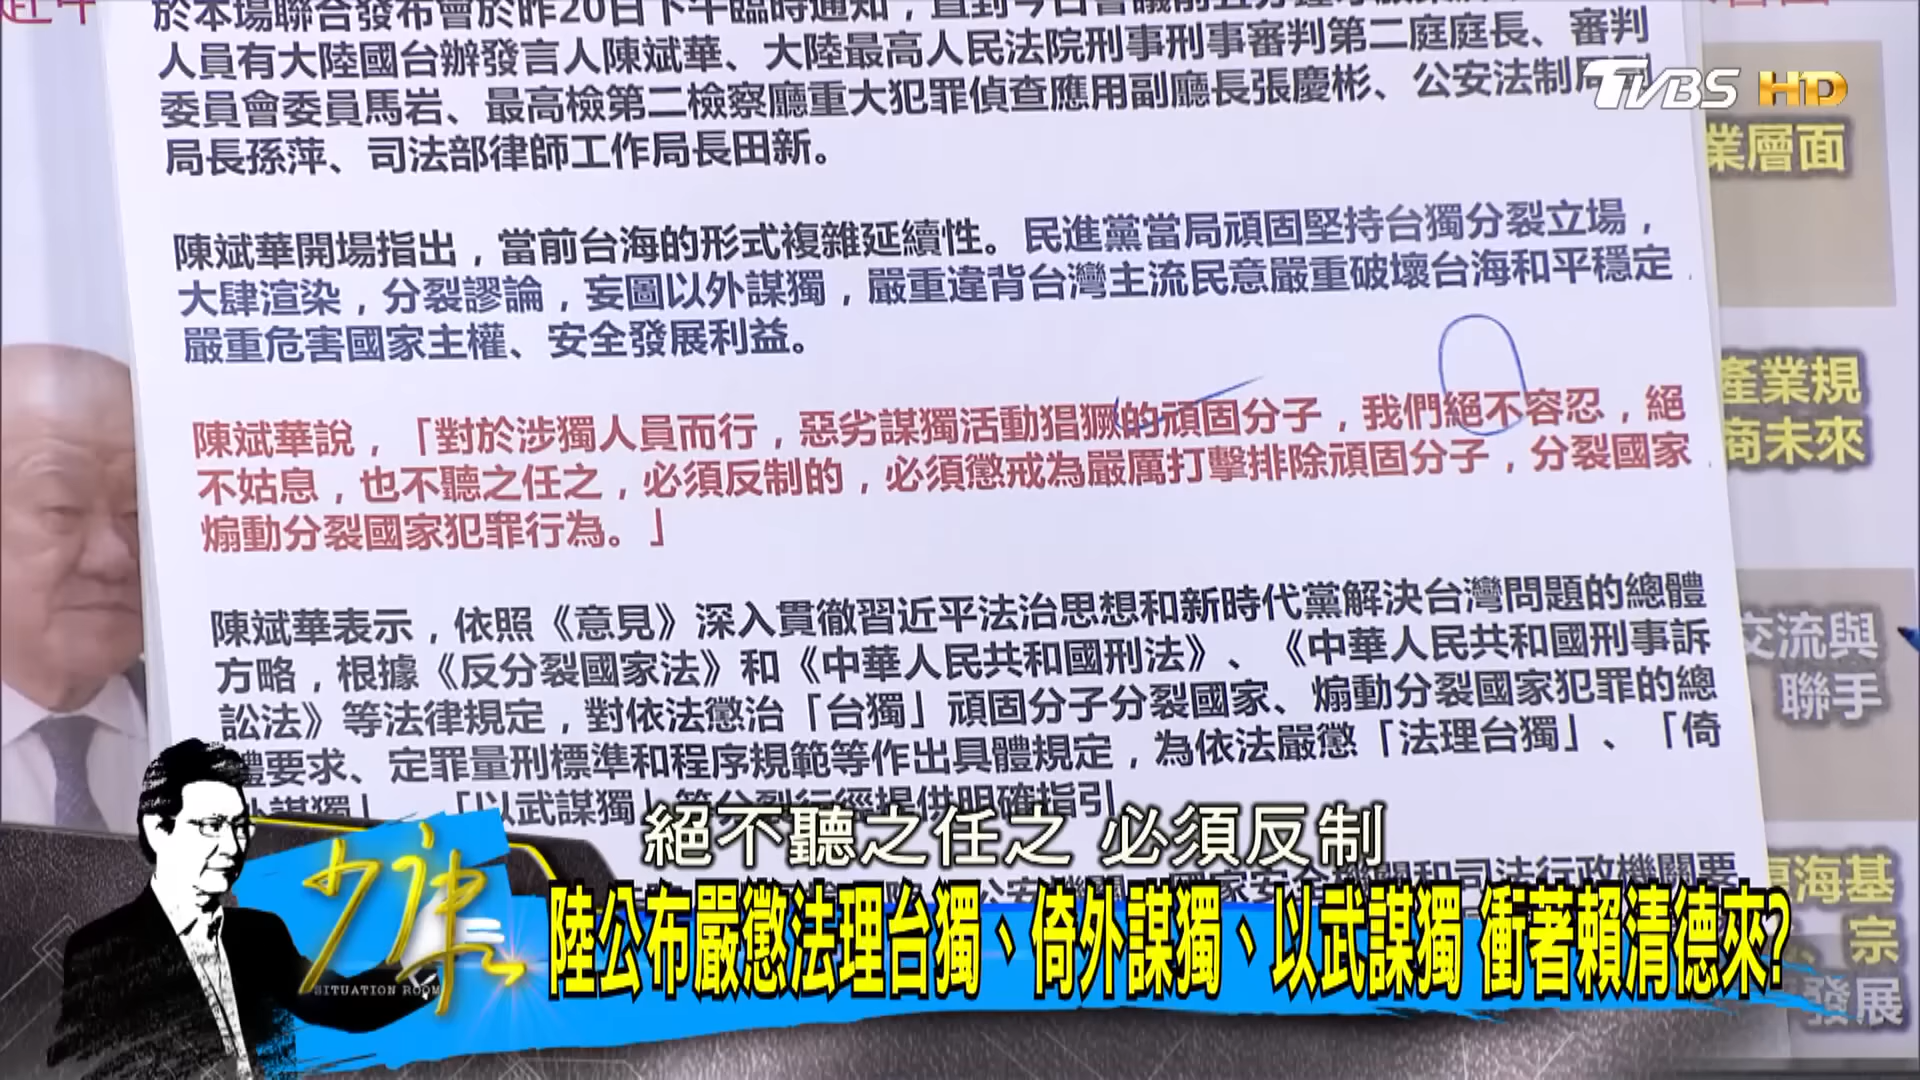 人員有大陸國台辦發言人陳斌華、大陸最高人民法院刑事刑事審判第二庭庭長、審判
委員會委員馬岩、最高檢第二檢察廳重大犯罪偵查應用副廳長張慶彬、公安法制局
局長孫萍、司法部律師工作局長田新。
TVBS HD
業層面
陳斌華開場指出，當前台海的形式複雜延續性。民進黨當局頑固堅持台獨分裂立場，
大肆渲染，分裂謬論，妄圖以外謀獨，嚴重違背台灣主流民意嚴重破壞台海和平穩定
嚴重危害國家主權、安全發展利益。
產業規
商未來
陳斌華說，「對於涉獨人員而行，惡劣謀獨活動猖獗的頑固分子，我們絕不容忍，絕
不姑息，也不聽之任之，必須反制的，必須懲戒為嚴厲打擊排除頑固分子，分裂國家
煽動分裂國家犯罪行為。」
陳斌華表示，依照《意見》深入貫徹習近平法治思想和新時代黨解決台灣問題的總體
方略，根據《反分裂國家法》和《中華人民共和國刑法》、《中華人民共和國刑事訴
訟法》等法律規定，對依法懲治「台獨」頑固分子分裂國家、煽動分裂國家犯罪的總
體要求、定罪量刑標準和程序規範等作出具體規定，為依法嚴懲「法理台獨」、「倚
外謀獨」、「以武謀獨」等分裂行徑提供明確指引
交流與
聯手
海基
宗
發展
少康
SITUATION ROOM
絕不聽之任之 必須反制
陸公布嚴懲法理台獨、倚外謀獨、以武謀獨 衝著賴清德來?